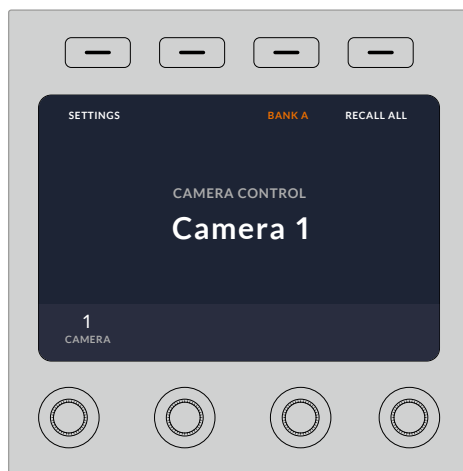 SETTINGS BANK A RECALL ALL
CAMERA CONTROL
Camera 1
1
CAMERA